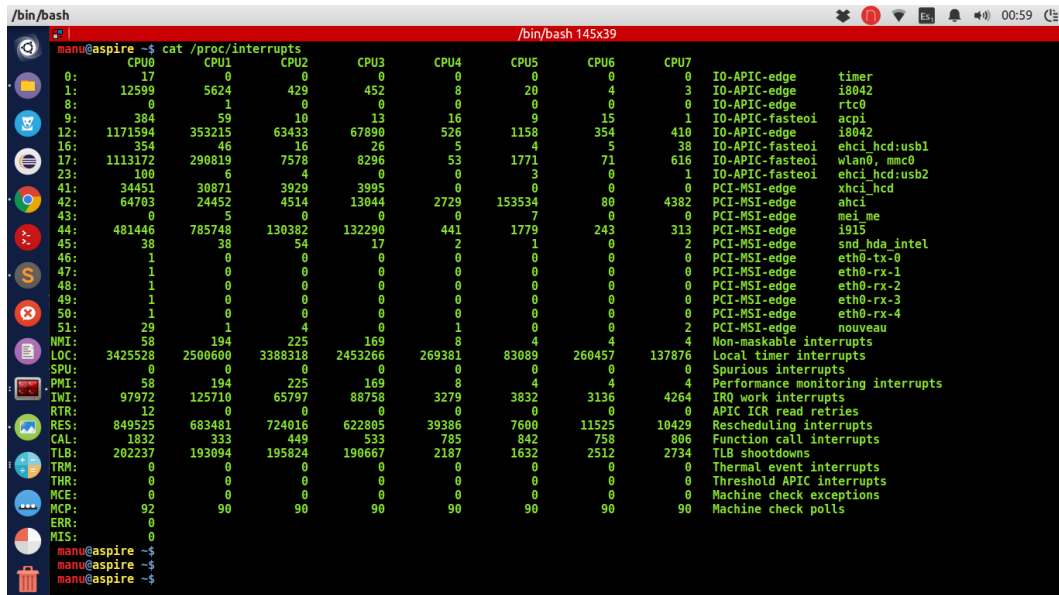 /bin/bash Es1 00:59
/bin/bash 145x39
manu@aspire ~$ cat /proc/interrupts
CPU0 CPU1 CPU2 CPU3 CPU4 CPU5 CPU6 CPU7
0: 17 0 0 0 0 0 0 0 IO-APIC-edge timer
1: 12599 5624 429 452 8 20 4 3 IO-APIC-edge i8042
8: 0 1 0 0 0 0 0 0 IO-APIC-edge rtc0
9: 384 59 10 13 16 9 15 1 IO-APIC-fasteoi acpi
12: 1171594 353215 63433 67890 526 1158 354 410 IO-APIC-edge i8042
16: 354 46 16 26 5 4 5 38 IO-APIC-fasteoi ehci_hcd:usb1
17: 1113172 290819 7578 8296 53 1771 71 616 IO-APIC-fasteoi wlan0, mmc0
23: 100 6 4 0 0 3 0 1 IO-APIC-fasteoi ehci_hcd:usb2
41: 34451 30871 3929 3995 0 0 0 0 PCI-MSI-edge xhci_hcd
42: 64703 24452 4514 13044 2729 153534 80 4382 PCI-MSI-edge ahci
43: 0 5 0 0 0 7 0 0 PCI-MSI-edge mei_me
44: 481446 785748 130382 132290 441 1779 243 313 PCI-MSI-edge i915
45: 38 38 54 17 2 1 0 2 PCI-MSI-edge snd_hda_intel
46: 1 0 0 0 0 0 0 0 PCI-MSI-edge eth0-tx-0
47: 1 0 0 0 0 0 0 0 PCI-MSI-edge eth0-rx-1
48: 1 0 0 0 0 0 0 0 PCI-MSI-edge eth0-rx-2
49: 1 0 0 0 0 0 0 0 PCI-MSI-edge eth0-rx-3
50: 1 0 0 0 0 0 0 0 PCI-MSI-edge eth0-rx-4
51: 29 1 4 0 1 0 0 2 PCI-MSI-edge nouveau
NMI: 58 194 225 169 8 4 4 4 Non-maskable interrupts
LOC: 3425528 2500600 3388318 2453266 269381 83089 260457 137876 Local timer interrupts
SPU: 0 0 0 0 0 0 0 0 Spurious interrupts
PMI: 58 194 225 169 8 4 4 4 Performance monitoring interrupts
IWI: 97972 125710 65797 88758 3279 3832 3136 4264 IRQ work interrupts
RTR: 12 0 0 0 0 0 0 0 APIC ICR read retries
RES: 849525 683481 724016 622805 39386 7600 11525 10429 Rescheduling interrupts
CAL: 1832 333 449 533 785 842 758 806 Function call interrupts
TLB: 202237 193094 195824 190667 2187 1632 2512 2734 TLB shootdowns
TRM: 0 0 0 0 0 0 0 0 Thermal event interrupts
THR: 0 0 0 0 0 0 0 0 Threshold APIC interrupts
MCE: 0 0 0 0 0 0 0 0 Machine check exceptions
MCP: 92 90 90 90 90 90 90 90 Machine check polls
ERR: 0
MIS: 0
manu@aspire ~$
manu@aspire ~$
manu@aspire ~$